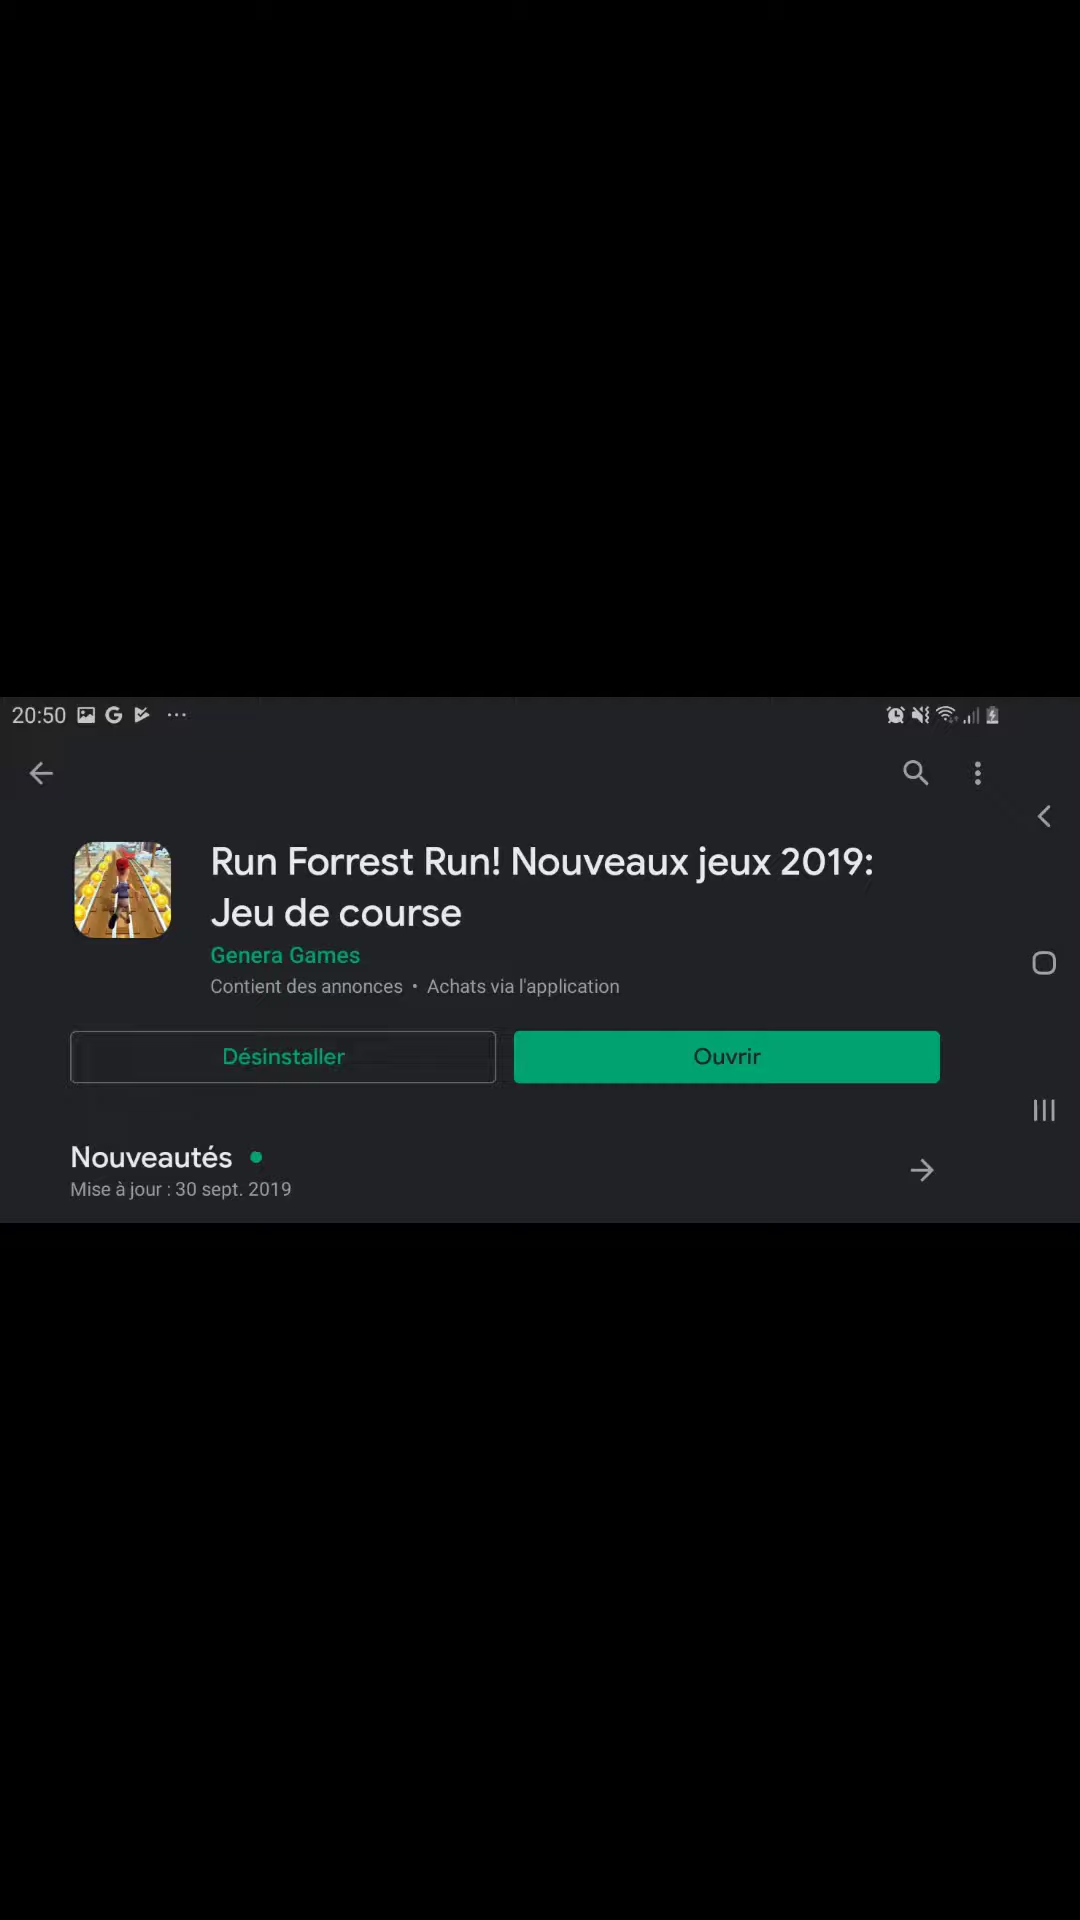 20:50
Run Forrest Run! Nouveaux jeux 2019:
Jeu de course
Genera Games
Contient des annonces • Achats via l'application
Désinstaller
Ouvrir
Nouveautés
Mise à jour : 30 sept. 2019